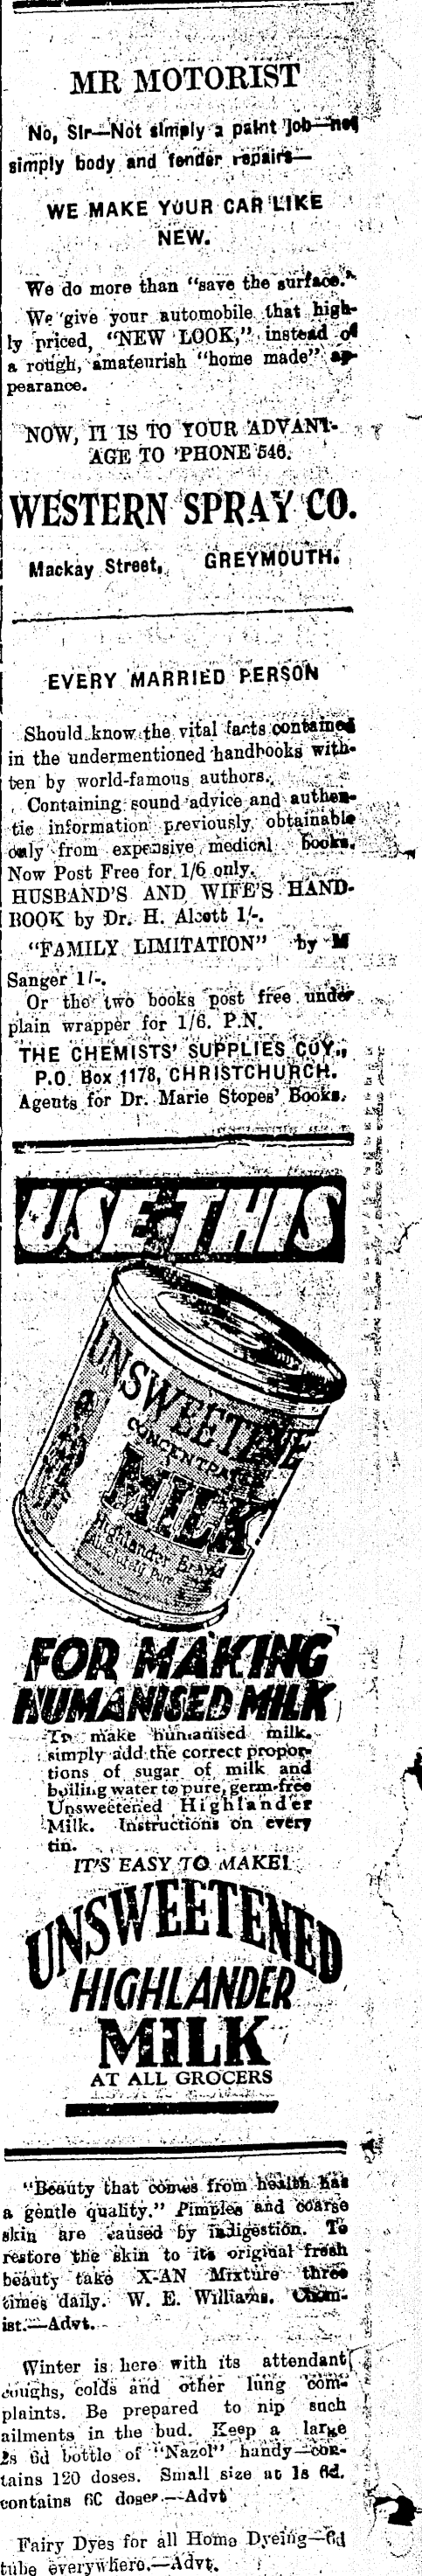 MR MOTORIST
No, Sir—Not simply a paint job—not
simply body and fender repairs—
WE MAKE YOUR CAR LIKE
NEW.
We do more than "save the surface."
We give your automobile that high-
ly priced, "NEW LOOK," instead of
a rough, amateurish "home made" ap-
pearance.
NOW, IT IS TO YOUR ADVANT-
AGE TO 'PHONE 546.
WESTERN SPRAY CO.
Mackay Street, GREYMOUTH.
EVERY MARRIED PERSON
Should know the vital facts contained
in the undermentioned handbooks with-
ten by world-famous authors.
Containing sound advice and authen-
tic information previously obtainable
only from expensive medical books.
Now Post Free for 1/6 only.
HUSBAND'S AND WIFE'S HAND-
BOOK by Dr. H. Alcott 1/-.
"FAMILY LIMITATION" by M
Sanger 1/-.
Or the two books post free under
plain wrapper for 1/6. P.N.
THE CHEMISTS' SUPPLIES COY.,
P.O. Box 1178, CHRISTCHURCH.
Agents for Dr. Marie Stopes' Books.
USE THIS
UNSWEETENE
CONCENTRATED
MILK
Highlander Brand
Absolutely Pure
FOR MAKING
HUMANISED MILK
To make humanised milk,
simply add the correct propor-
tions of sugar of milk and
boiling water to pure, germ-free
Unsweetened Highlander
Milk. Instructions on every
tin.
IT'S EASY TO MAKE!
UNSWEETENED
HIGHLANDER
MILK
AT ALL GROCERS
"Beauty that comes from health has
a gentle quality." Pimples and coarse
skin are caused by indigestion. To
restore the skin to its original fresh
beauty take X-AN Mixture three
times daily. W. E. Williams, Chem-
ist.—Advt.
Winter is here with its attendant
coughs, colds and other lung com-
plaints. Be prepared to nip such
ailments in the bud. Keep a large
2s 6d bottle of "Nazol" handy—con-
tains 120 doses. Small size at 1s 6d.
contains 6C doses.—Advt
Fairy Dyes for all Home Dyeing—6d
tube everywhere.—Advt.